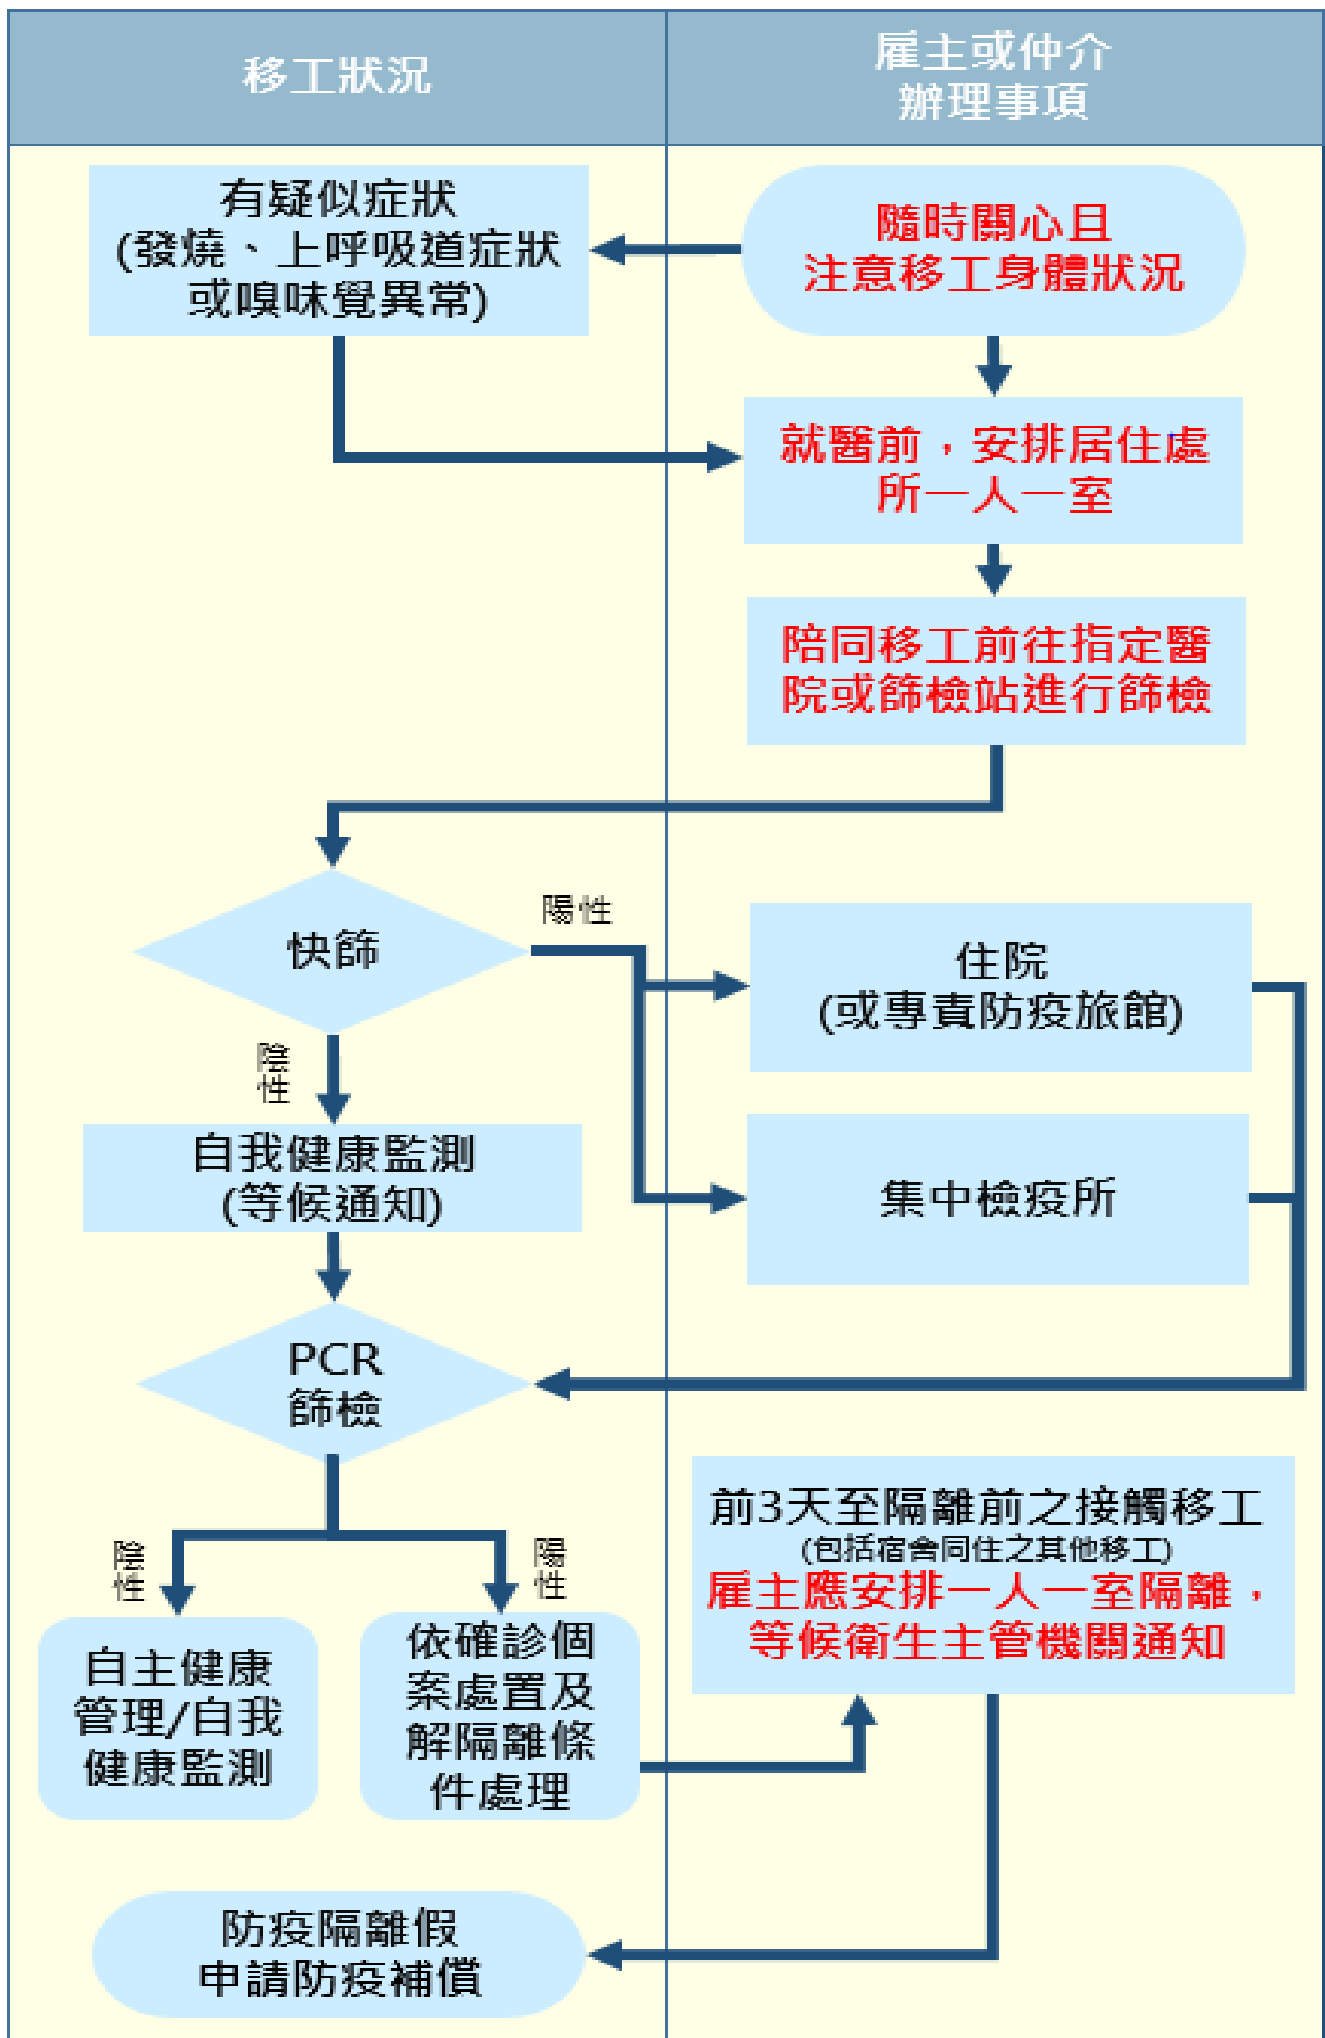 移工狀況
雇主或仲介
辦理事項
有疑似症狀
(發燒、上呼吸道症狀
或嗅味覺異常)
隨時關心且
注意移工身體狀況
就醫前，安排居住處
所一人一室
陪同移工前往指定醫
院或篩檢站進行篩檢
快篩
陽性
陰性
住院
(或專責防疫旅館)
自我健康監測
(等候通知)
集中檢疫所
PCR
篩檢
陰性
陽性
前3天至隔離前之接觸移工
(包括宿舍同住之其他移工)
雇主應安排一人一室隔離，
等候衛生主管機關通知
自主健康
管理/自我
健康監測
依確診個
案處置及
解隔離條
件處理
防疫隔離假
申請防疫補償